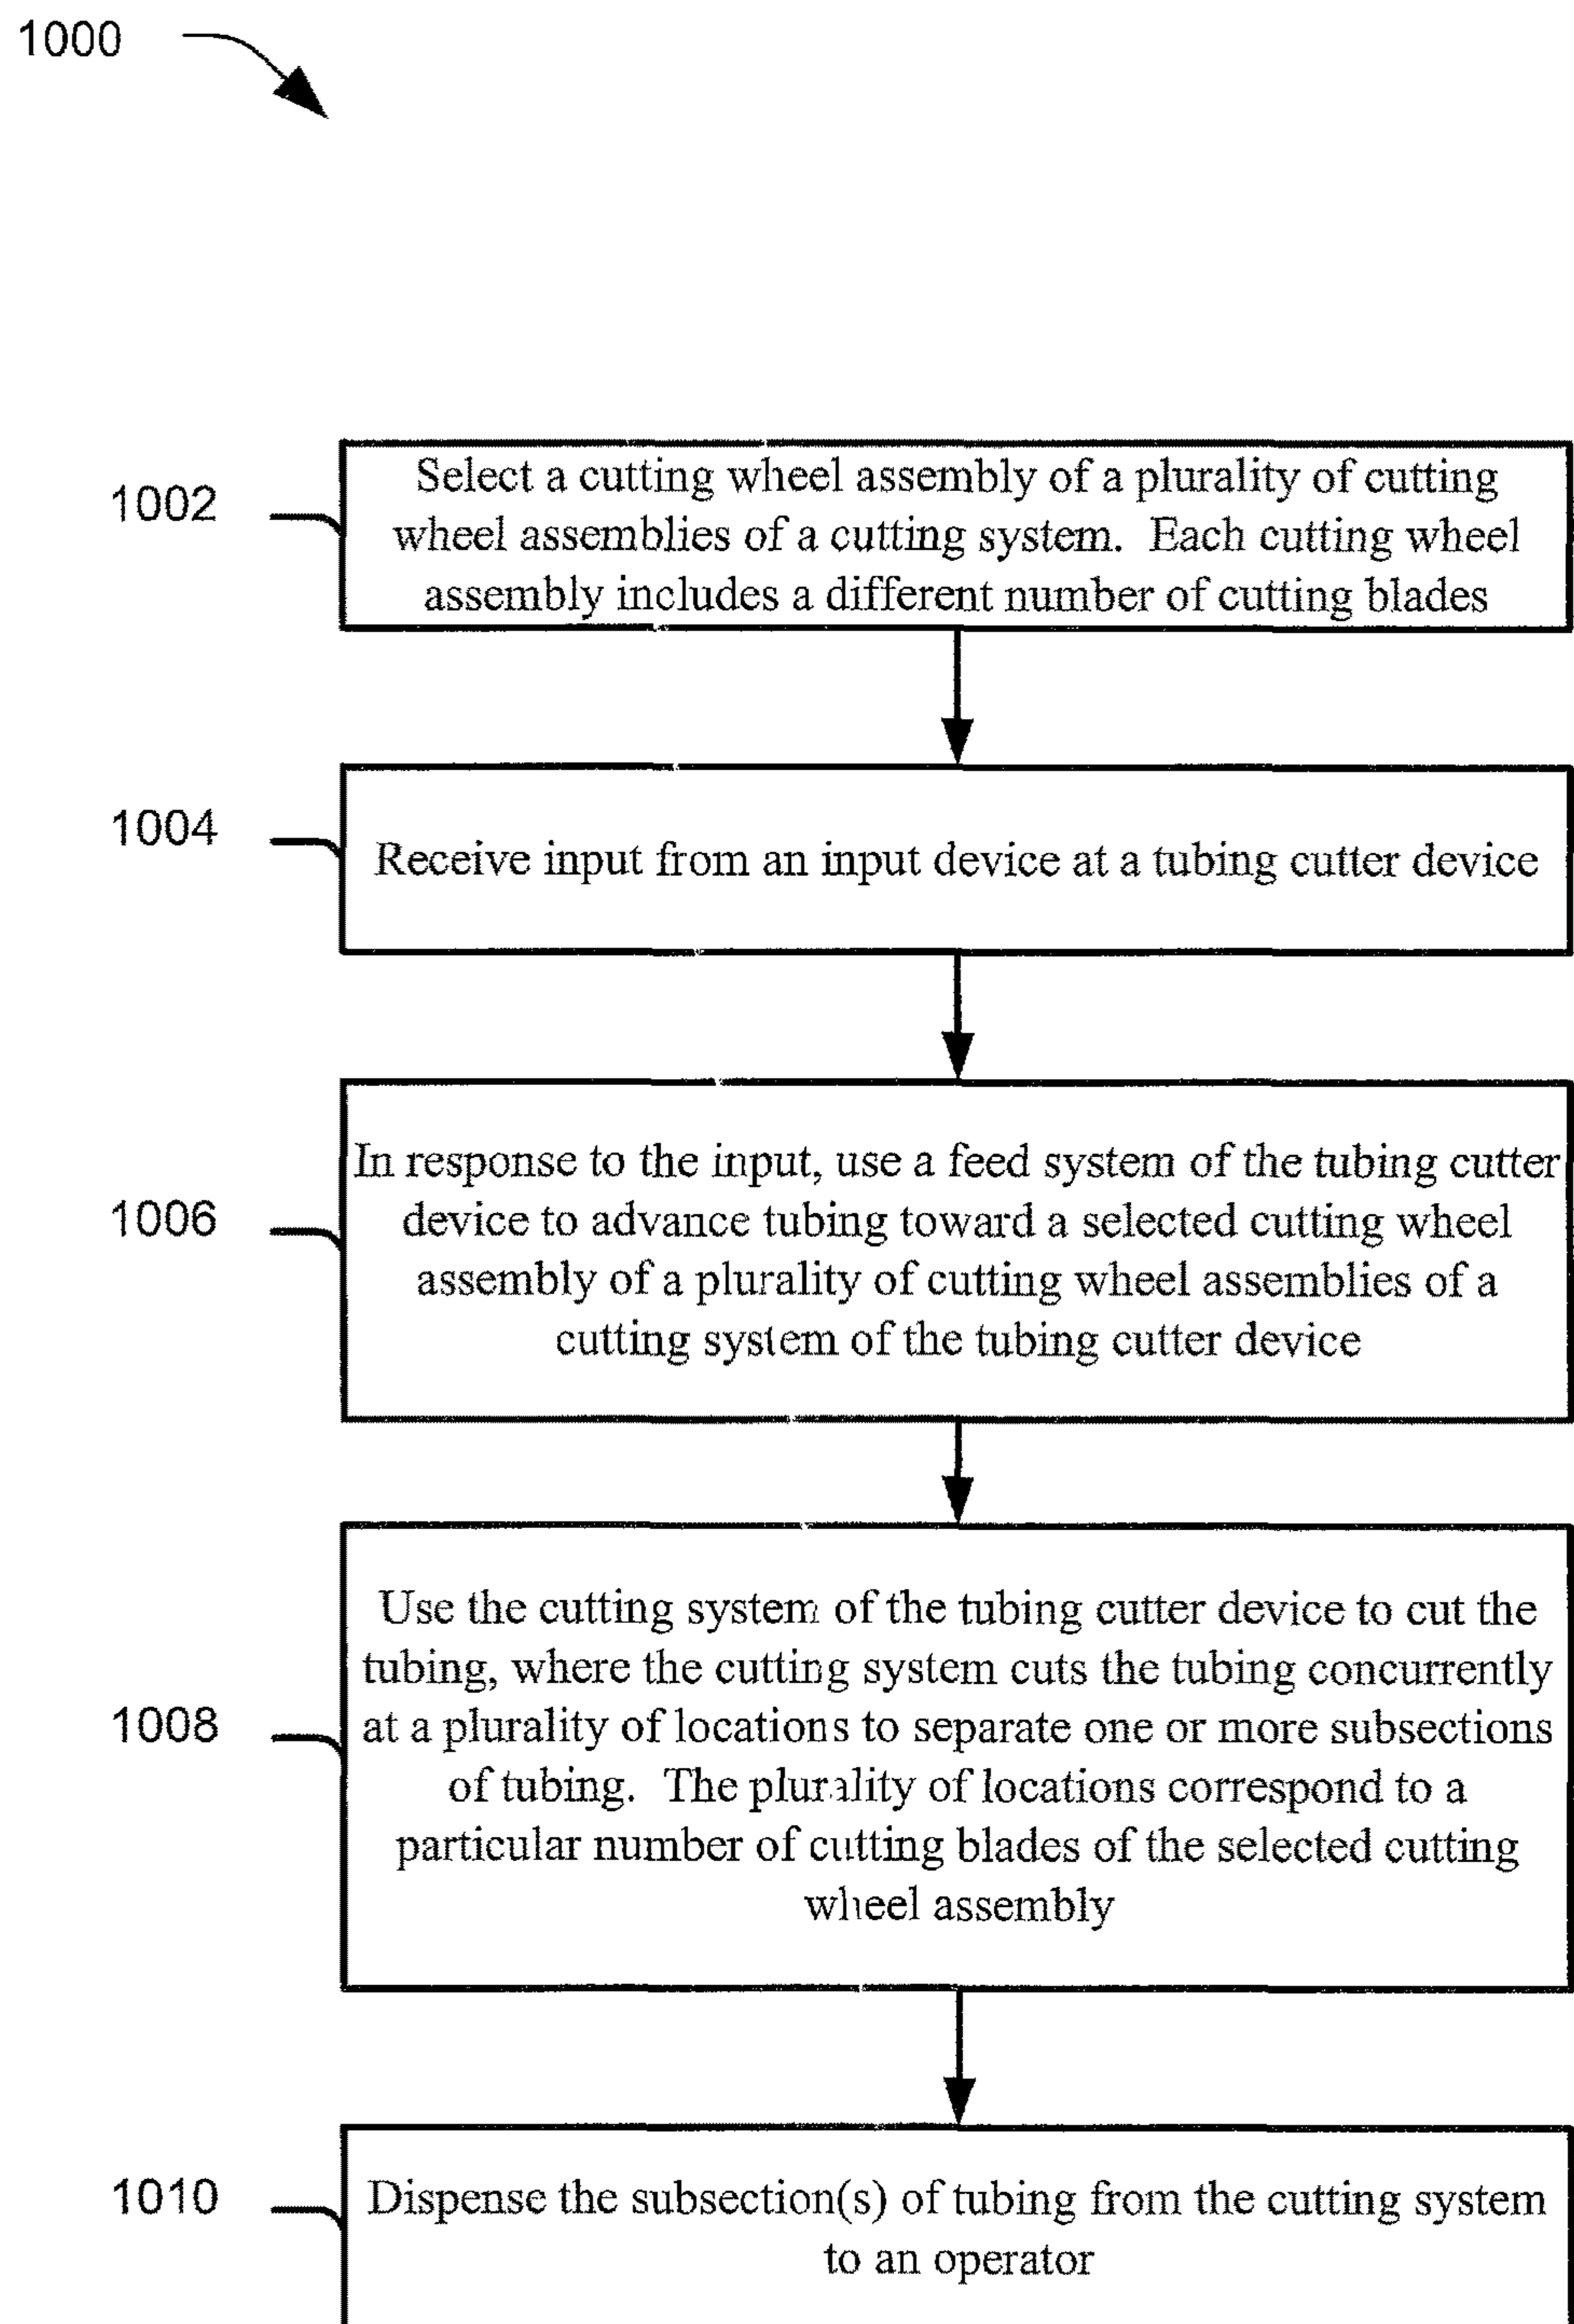 1000
1002
Select a cutting wheel assembly of a plurality of cutting
wheel assemblies of a cutting system.  Each cutting wheel
assembly includes a different number of cutting blades
1004
Receive input from an input device at a tubing cutter device
1006
In response to the input, use a feed system of the tubing cutter
device to advance tubing toward a selected cutting wheel
assembly of a plurality of cutting wheel assemblies of a
cutting system of the tubing cutter device
1008
Use the cutting system of the tubing cutter device to cut the
tubing, where the cutting system cuts the tubing concurrently
at a plurality of locations to separate one or more subsections
of tubing.  The plurality of locations correspond to a
particular number of cutting blades of the selected cutting
wheel assembly
1010
Dispense the subsection(s) of tubing from the cutting system
to an operator